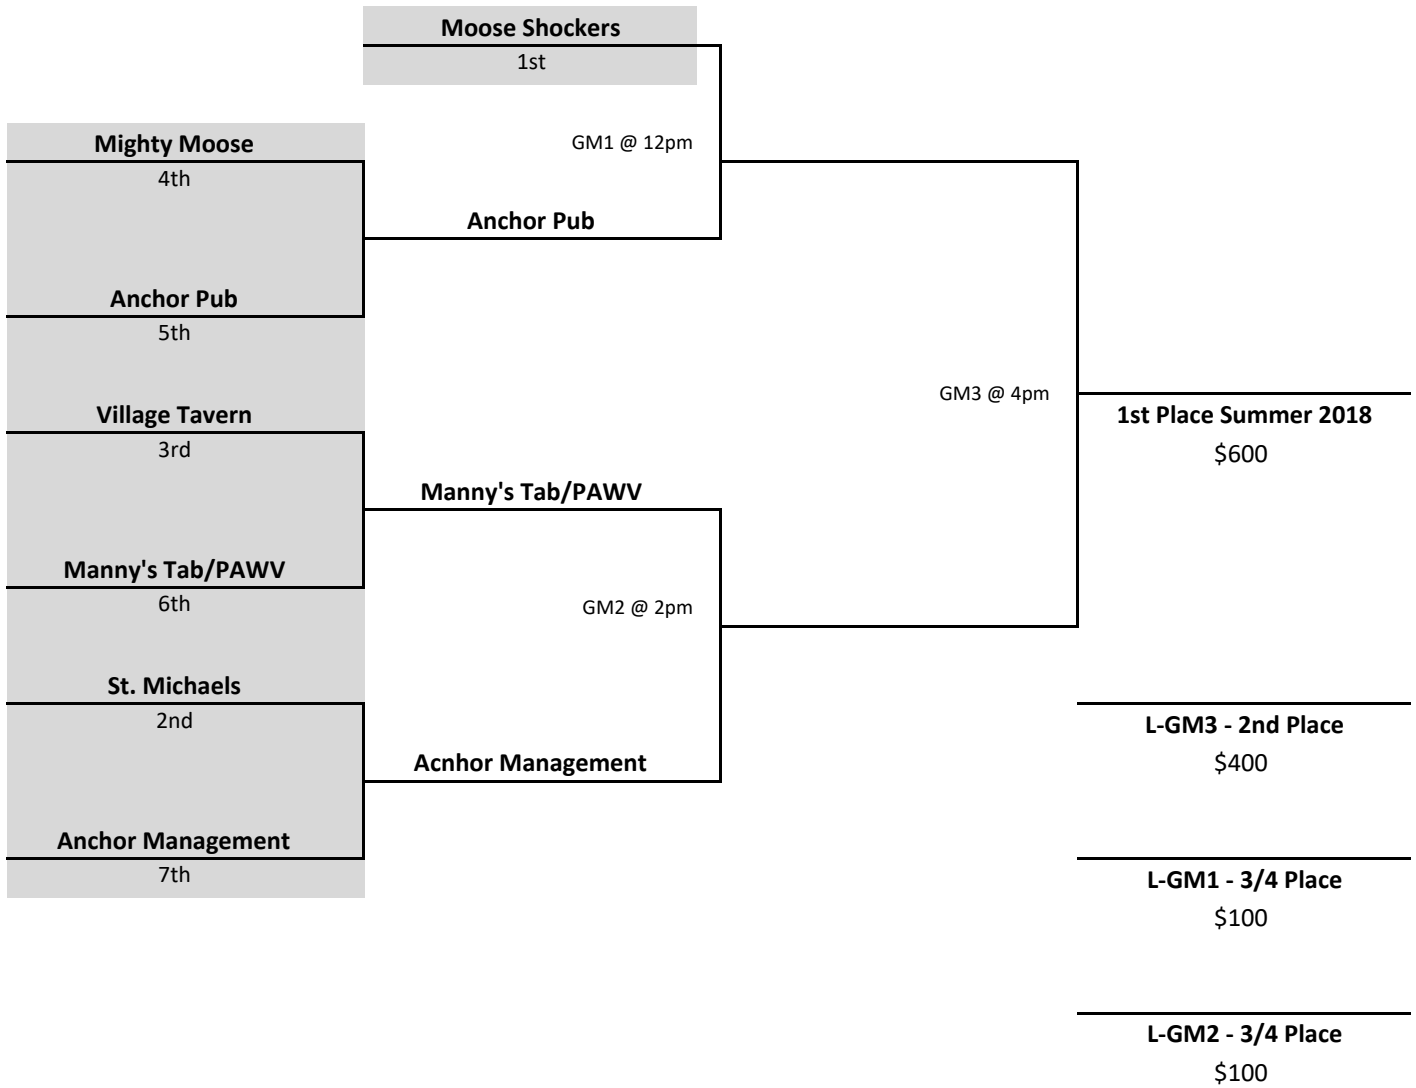 Moose Shockers
1st
Mighty Moose
GM1 @ 12pm
4th
Anchor Pub
Anchor Pub
5th
GM3 @ 4pm
Village Tavern
1st Place Summer 2018
3rd
$600
Manny's Tab/PAWV
Manny's Tab/PAWV
6th
GM2 @ 2pm
St. Michaels
2nd
L-GM3 - 2nd Place
Acnhor Management
$400
Anchor Management
7th
L-GM1 - 3/4 Place
$100
L-GM2 - 3/4 Place
$100